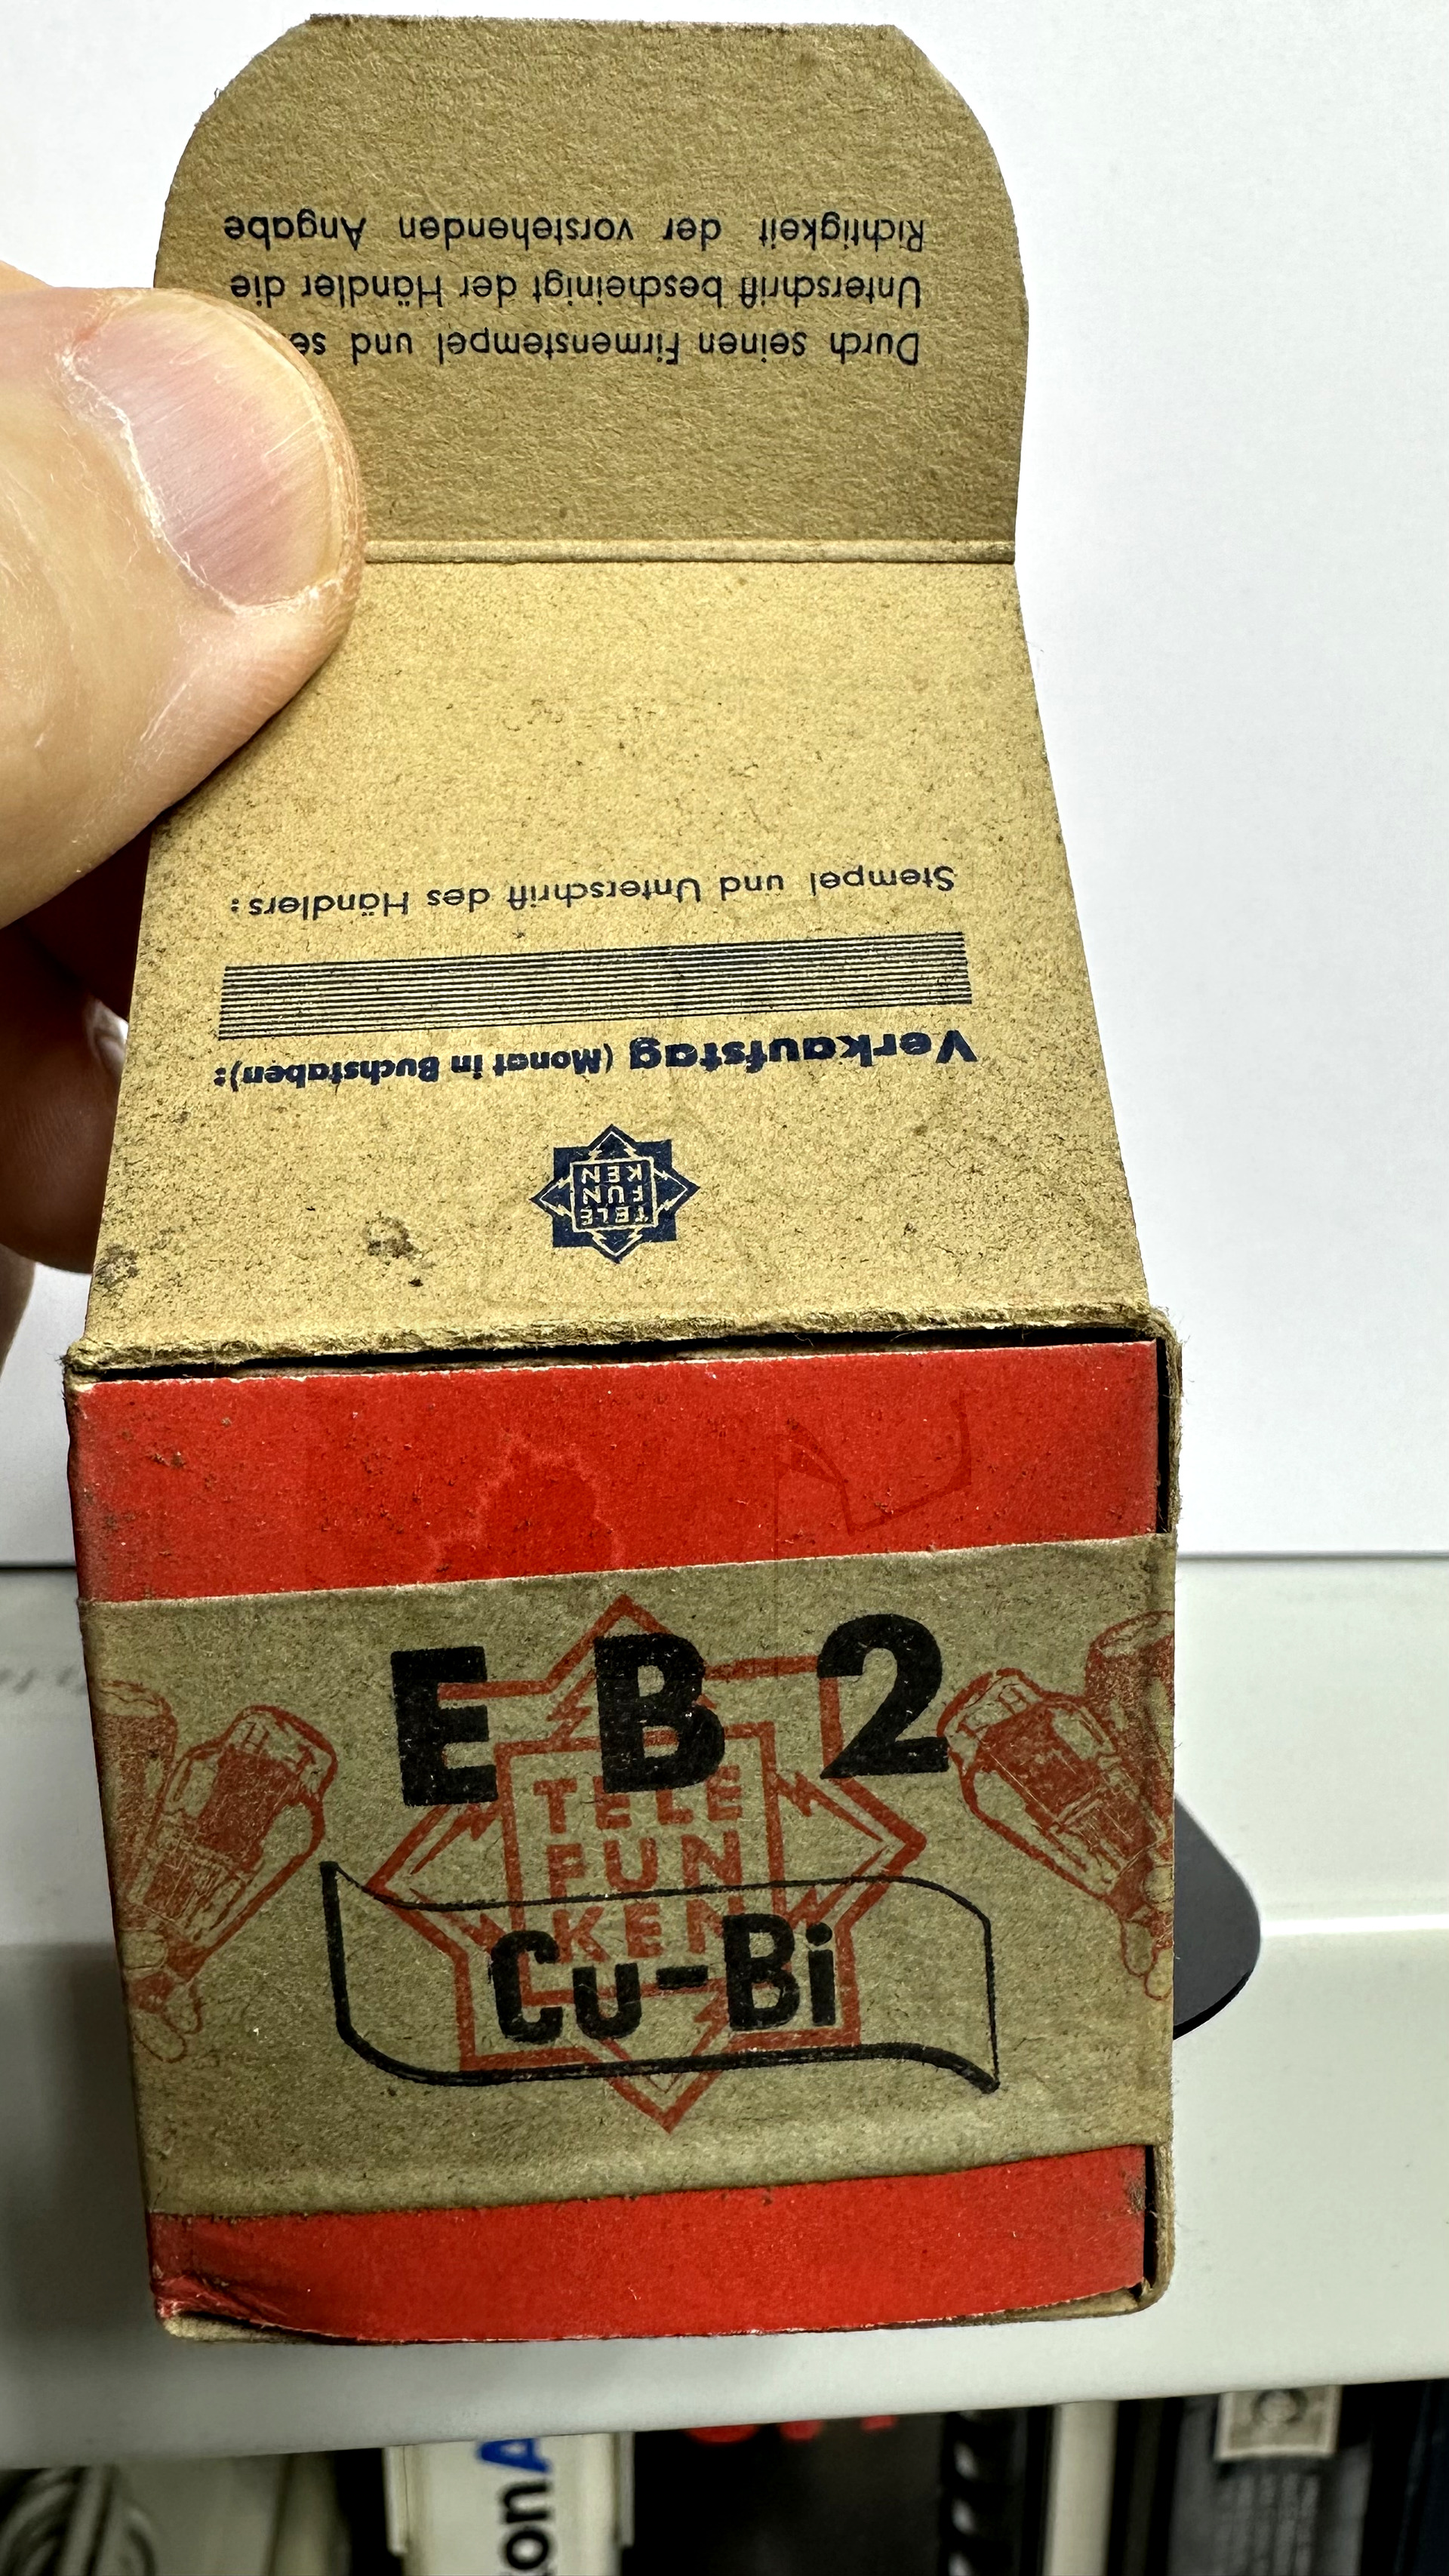 Durch seinen Firmenstempel und se
Unterschrift bescheinigt der Händler die
Richtigkeit der vorstehenden Angabe
Stempel und Unterschrift des Händlers:
Verkaufstag (Monat in Buchstaben):
TELE
FUN
KEN
E B 2
TELE
FUN
KEN
Cu-Bi
onA